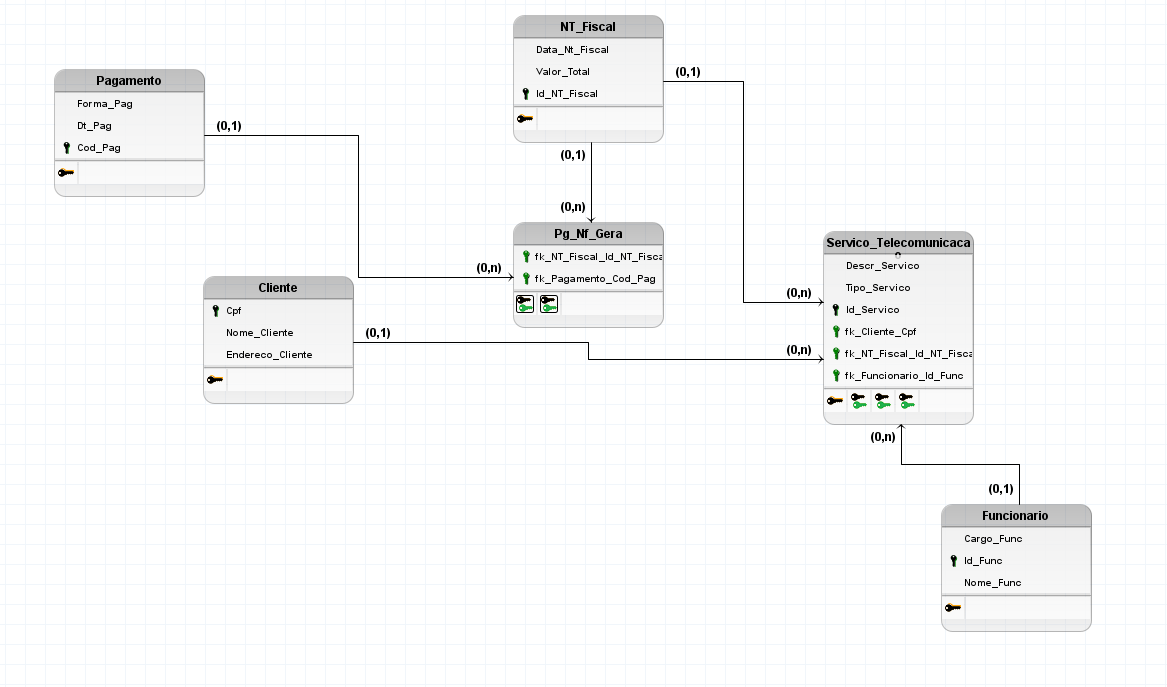 NT_Fiscal
Data_Nt_Fiscal
Valor_Total
Id_NT_Fiscal
(0,1)
(0,1)
Pagamento
Forma_Pag
Dt_Pag
Cod_Pag
(0,1)
(0,n)
(0,n)
Pg_Nf_Gera
fk_NT_Fiscal_Id_NT_Fisca
fk_Pagamento_Cod_Pag
Cliente
Cpf
Nome_Cliente
Endereco_Cliente
(0,1)
Servico_Telecomunicaca
Descr_Servico
Tipo_Servico
Id_Servico
fk_Cliente_Cpf
fk_NT_Fiscal_Id_NT_Fisca
fk_Funcionario_Id_Func
(0,n)
(0,n)
(0,n)
(0,1)
Funcionario
Cargo_Func
Id_Func
Nome_Func